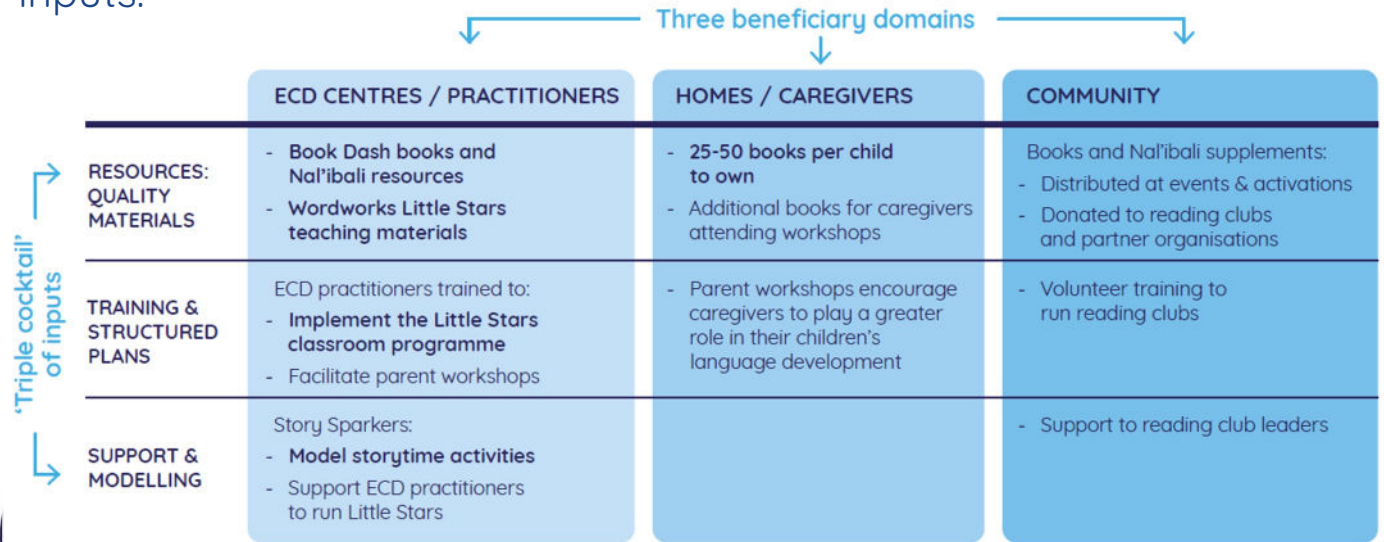 inputs.
Three beneficiary domains
ECD CENTRES / PRACTITIONERS
HOMES / CAREGIVERS
COMMUNITY
'Triple cocktail'
of inputs
RESOURCES:
QUALITY
MATERIALS
- Book Dash books and
Nal'ibali resources
- Wordworks Little Stars
teaching materials
- 25-50 books per child
to own
- Additional books for caregivers
attending workshops
Books and Nal'ibali supplements:
- Distributed at events & activations
- Donated to reading clubs
and partner organisations
TRAINING &
STRUCTURED
PLANS
ECD practitioners trained to:
- Implement the Little Stars
classroom programme
- Facilitate parent workshops
- Parent workshops encourage
caregivers to play a greater
role in their children's
language development
- Volunteer training to
run reading clubs
SUPPORT &
MODELLING
Story Sparkers:
- Model storytime activities
- Support ECD practitioners
to run Little Stars
- Support to reading club leaders